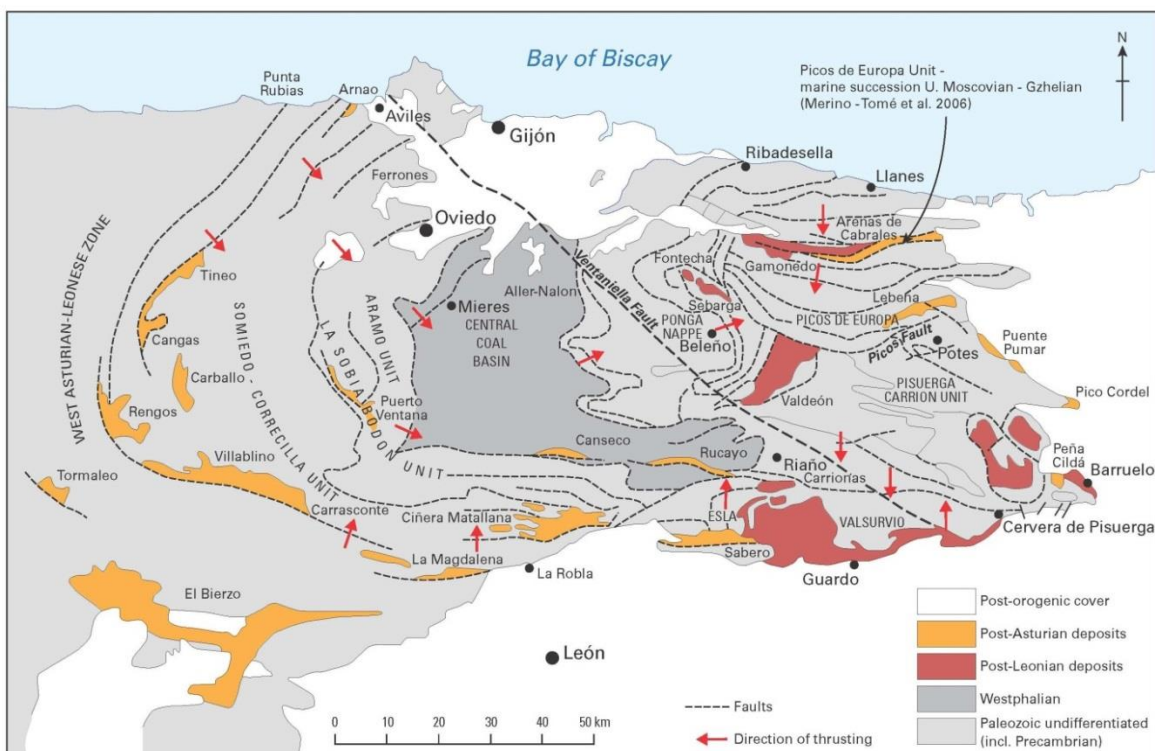 Bay of Biscay
N
Picos de Europa Unit -
marine succession U. Moscovian - Gzhelian
(Merino -Tomé et al. 2006)
Punta
Rubias
Arnao
Aviles
Gijón
Ribadesella
Llanes
Ferrones
Oviedo
Arenas de
Cabrales
Tineo
Fontecha
Gamonedo
Ventaniella Fault
Aller-Nalon
Lebeña
Sebarga
WEST ASTURIAN-LEONESE ZONE
Mieres
CENTRAL
COAL
BASIN
PONGA
NAPPE
Beleño
PICOS DE EUROPA
ARAMO UNIT
Picos Fault
Puente
Pumar
Cangas
Potes
Carballo
SOMIEDO-CORRECILLA UNIT
LA SOBIA/BODON UNIT
PISUERGA
CARRION UNIT
Pico Cordel
Rengos
Puerto
Ventana
Valdeón
Canseco
Villablino
Rucayo
Peña
Cildá
Tormaleo
Riaño
Carrionas
Barruelo
Carrasconte
Ciñera Matallana
ESLA
VALSURVIO
Cervera de Pisuerga
Sabero
La Magdalena
La Robla
Guardo
El Bierzo
León
Post-orogenic cover
Post-Asturian deposits
Post-Leonian deposits
Westphalian
Paleozoic undifferentiated
(incl. Precambrian)
Faults
Direction of thrusting
0 10 20 30 40 50 km